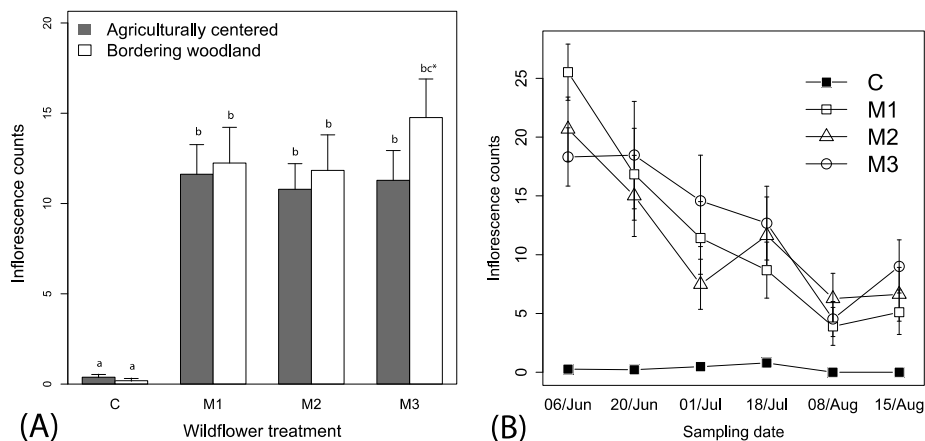 Agriculturally centered
Bordering woodland
Inflorescence counts
20
15
10
5
0
a
a
b
b
b
b
b
bc*
C
M1
M2
M3
Wildflower treatment
(A)
Inflorescence counts
25
20
15
10
5
0
C
M1
M2
M3
06/Jun
20/Jun
01/Jul
18/Jul
08/Aug
15/Aug
Sampling date
(B)